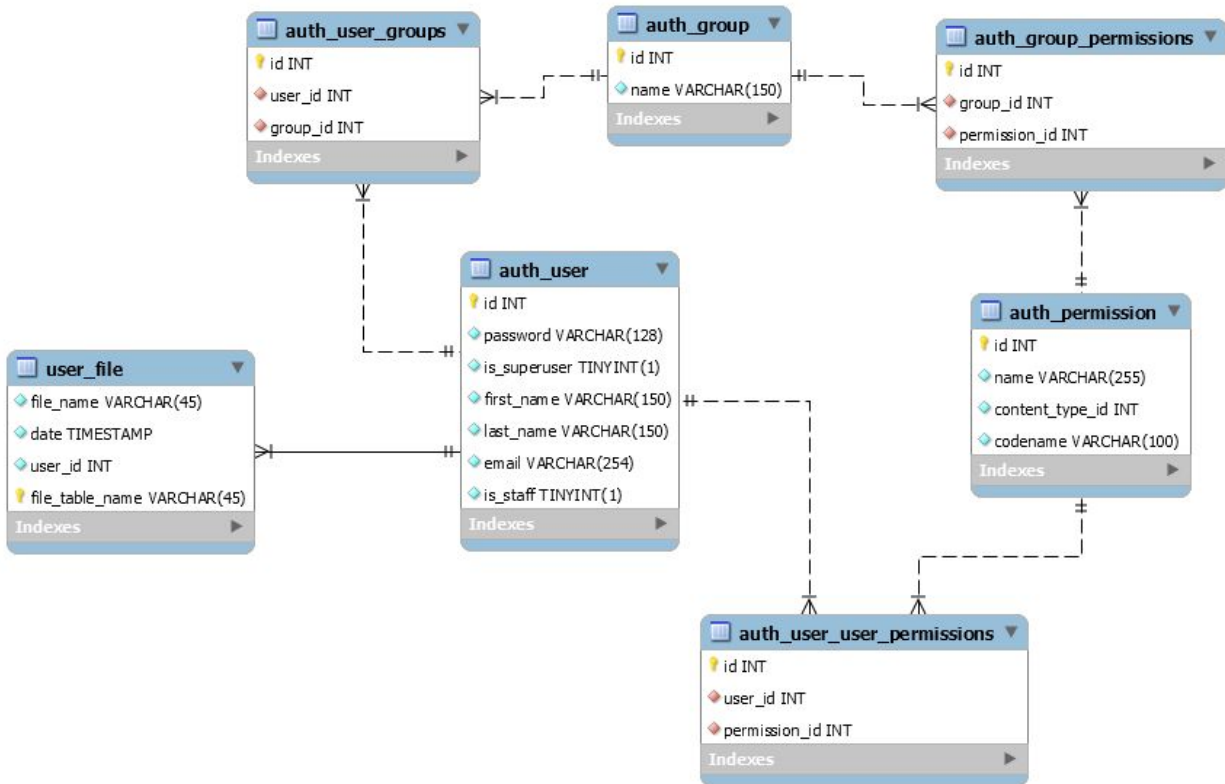 auth_user_groups
id INT
user_id INT
group_id INT
Indexes
auth_group
id INT
name VARCHAR(150)
Indexes
auth_group_permissions
id INT
group_id INT
permission_id INT
Indexes
auth_user
id INT
password VARCHAR(128)
is_superuser TINYINT(1)
first_name VARCHAR(150)
last_name VARCHAR(150)
email VARCHAR(254)
is_staff TINYINT(1)
Indexes
auth_permission
id INT
name VARCHAR(255)
content_type_id INT
codename VARCHAR(100)
Indexes
user_file
file_name VARCHAR(45)
date TIMESTAMP
user_id INT
file_table_name VARCHAR(45)
Indexes
auth_user_user_permissions
id INT
user_id INT
permission_id INT
Indexes